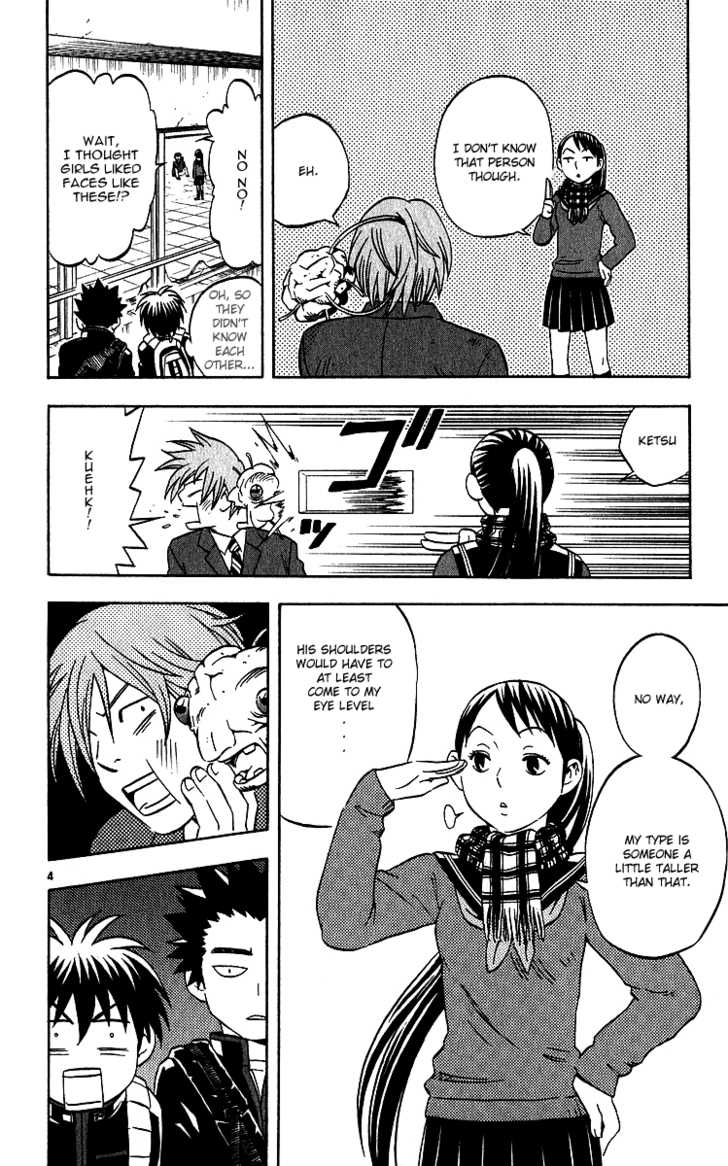 I DON'T KNOW
THAT PERSON
THOUGH.
EH.
NO NO!
WAIT,
I THOUGHT
GIRLS LIKED
FACES LIKE
THESE!?
OH, SO
THEY
DIDN'T
KNOW
EACH
OTHER...
KETSU
ブッ
KUEHK!!
NO WAY,
MY TYPE IS
SOMEONE A
LITTLE TALLER
THAN THAT.
HIS SHOULDERS
WOULD HAVE TO
AT LEAST
COME TO MY
EYE LEVEL
....
4